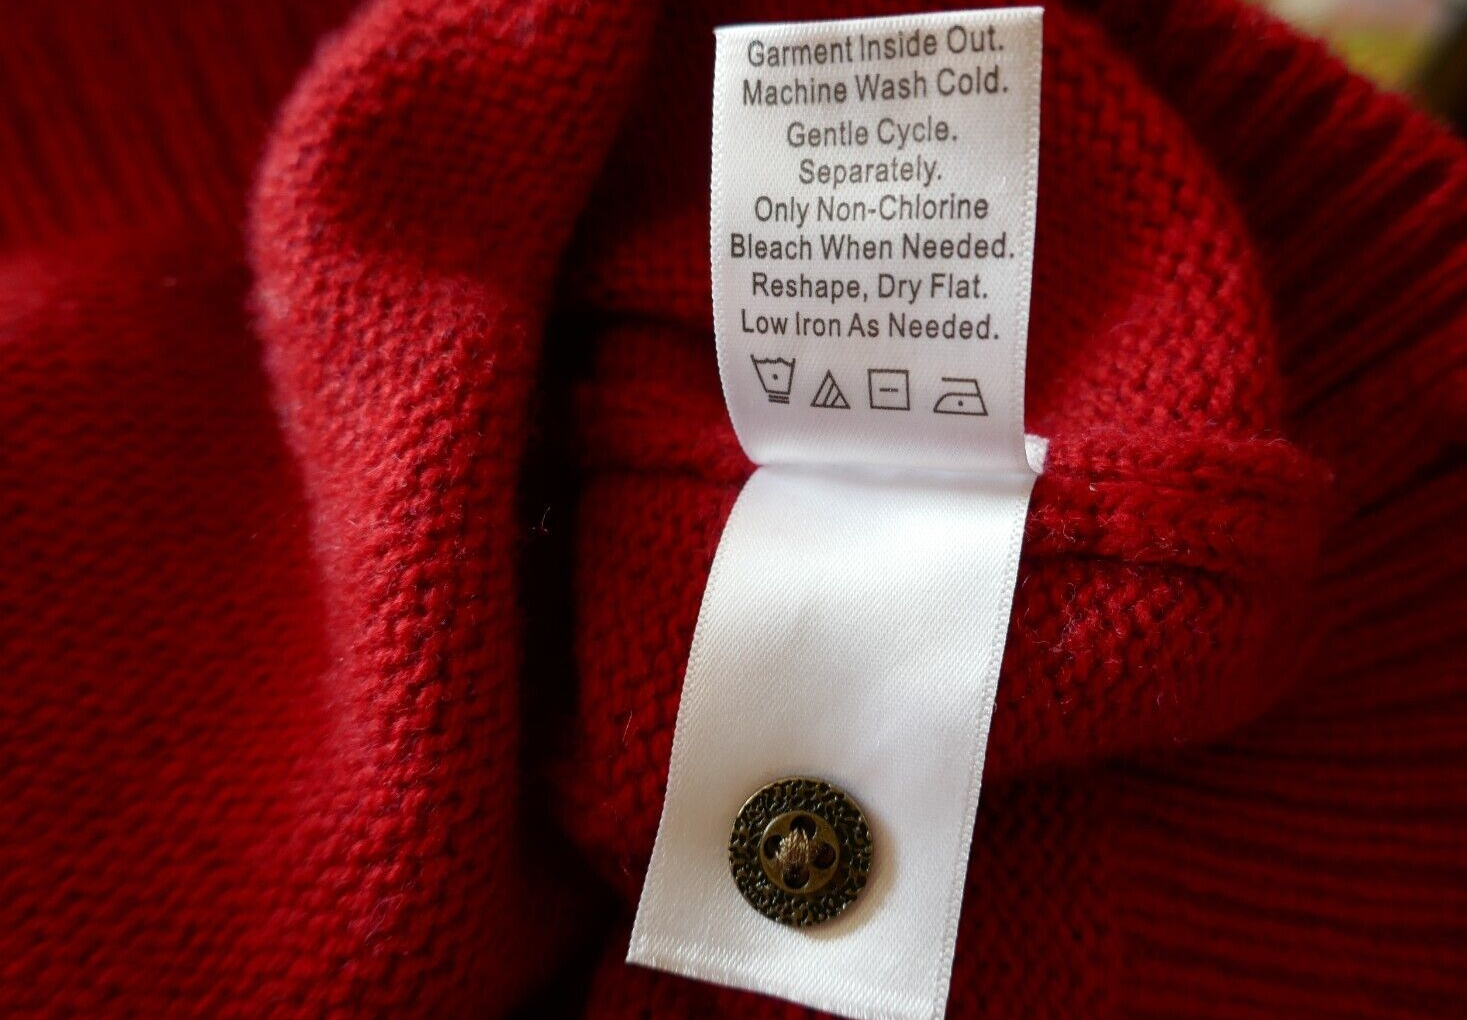 Garment Inside Out.
Machine Wash Cold.
Gentle Cycle.
Separately.
Only Non-Chlorine
Bleach When Needed.
Reshape, Dry Flat.
Low Iron As Needed.